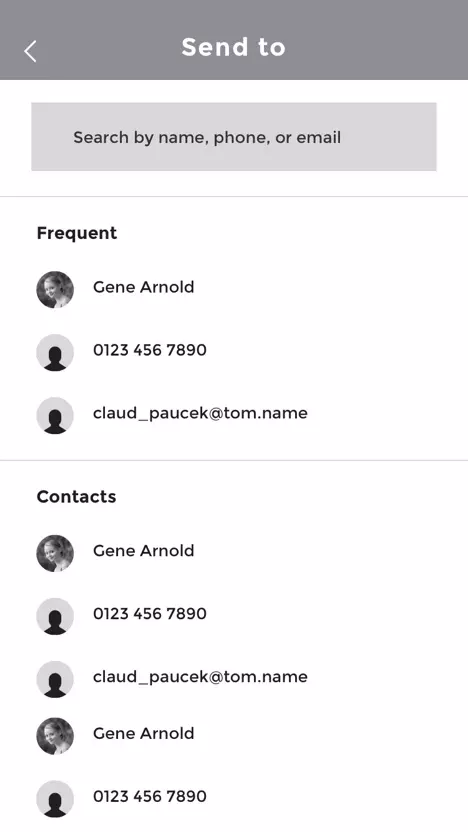 Send to
Search by name, phone, or email
Frequent
Gene Arnold
0123 456 7890
claud_paucek@tom.name
Contacts
Gene Arnold
0123 456 7890
claud_paucek@tom.name
Gene Arnold
0123 456 7890